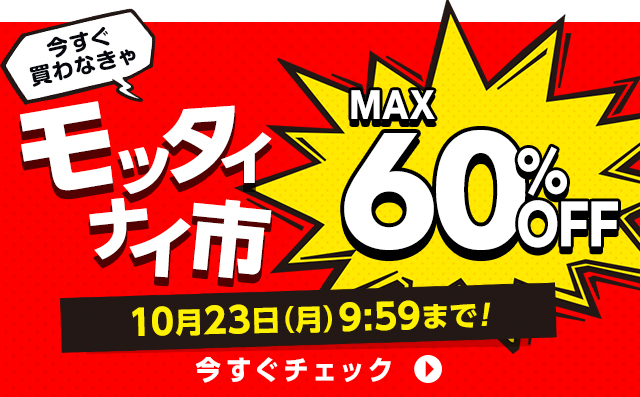 今すぐ
買わなきゃ
モッタイ
ナイ市
MAX
60%OFF
10月23日(月)9:59まで!
今すぐチェック